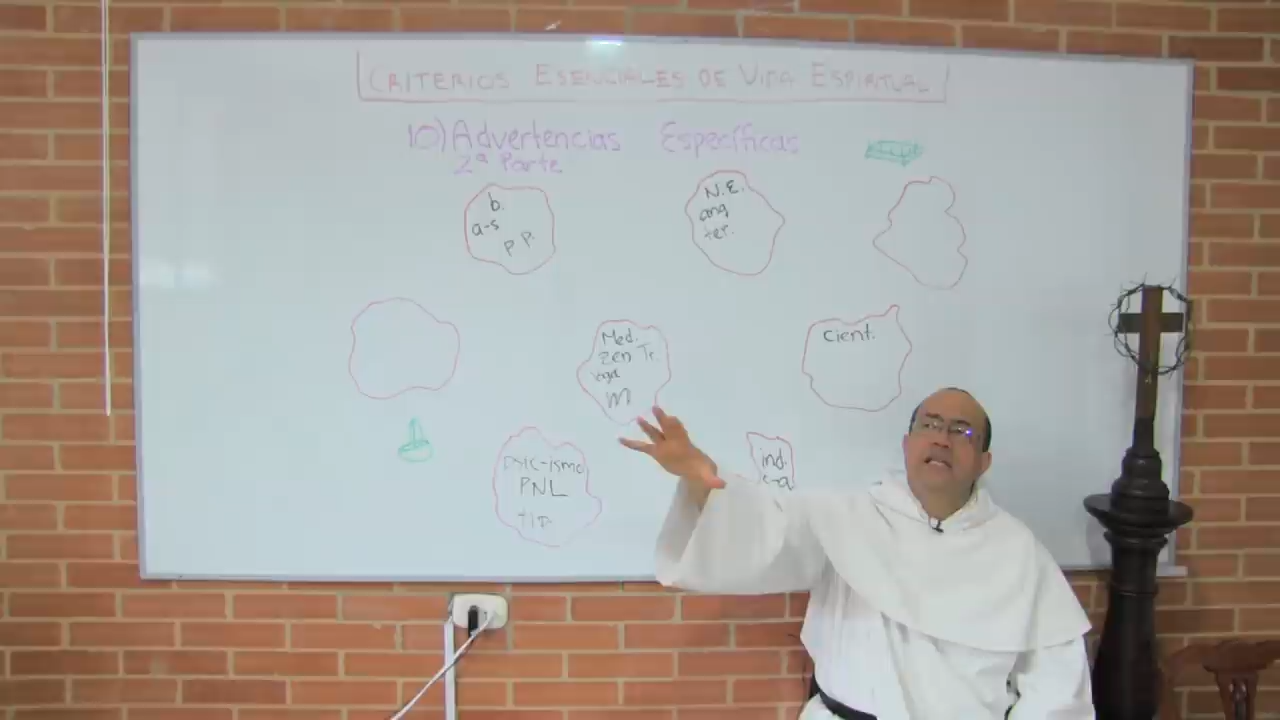 CRITERIOS ESENCIALES DE VIDA ESPIRITUAL
10) Advertencias Específicas
2ª Parte
b.
a-s
P P.
N.E.
ang
ter.
Med.
Zen Tr.
Yoga
M
Cient.
psic-ismo
PNL
ind.